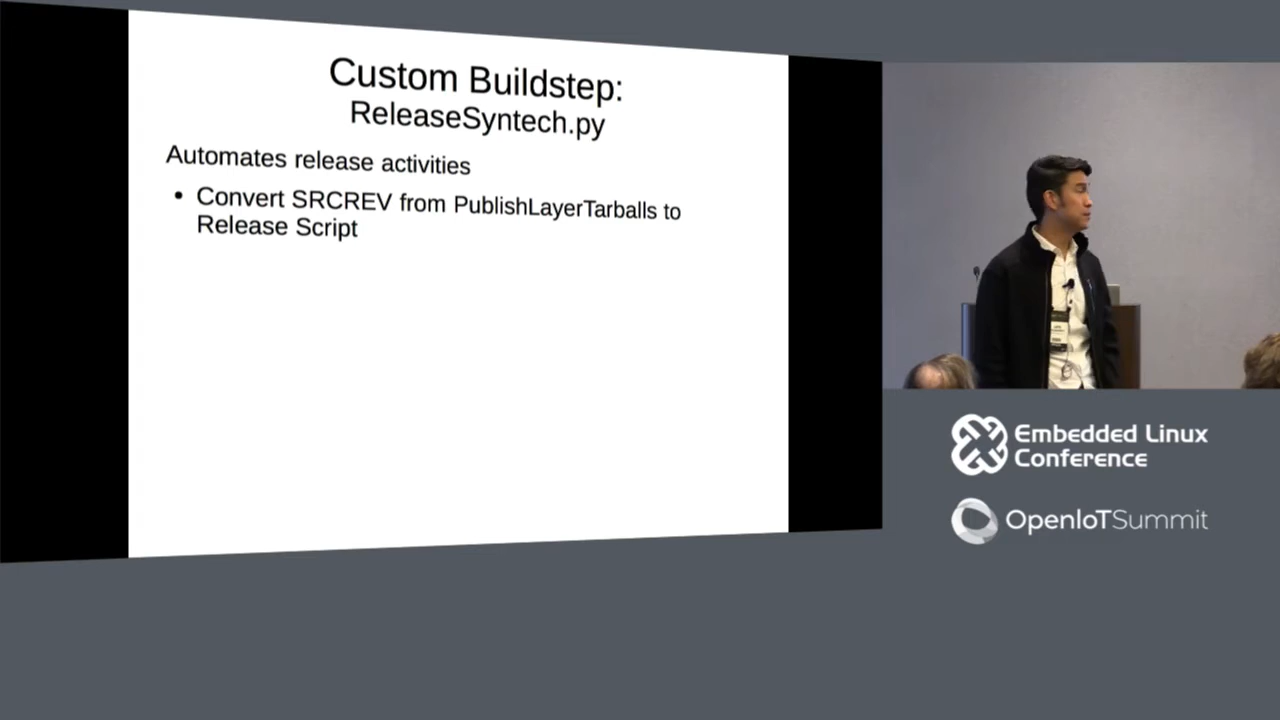 Custom Buildstep:
ReleaseSyntech.py
Automates release activities
• Convert SRCREV from PublishLayerTarballs to
Release Script
Embedded Linux
Conference
OpenIoTSummit